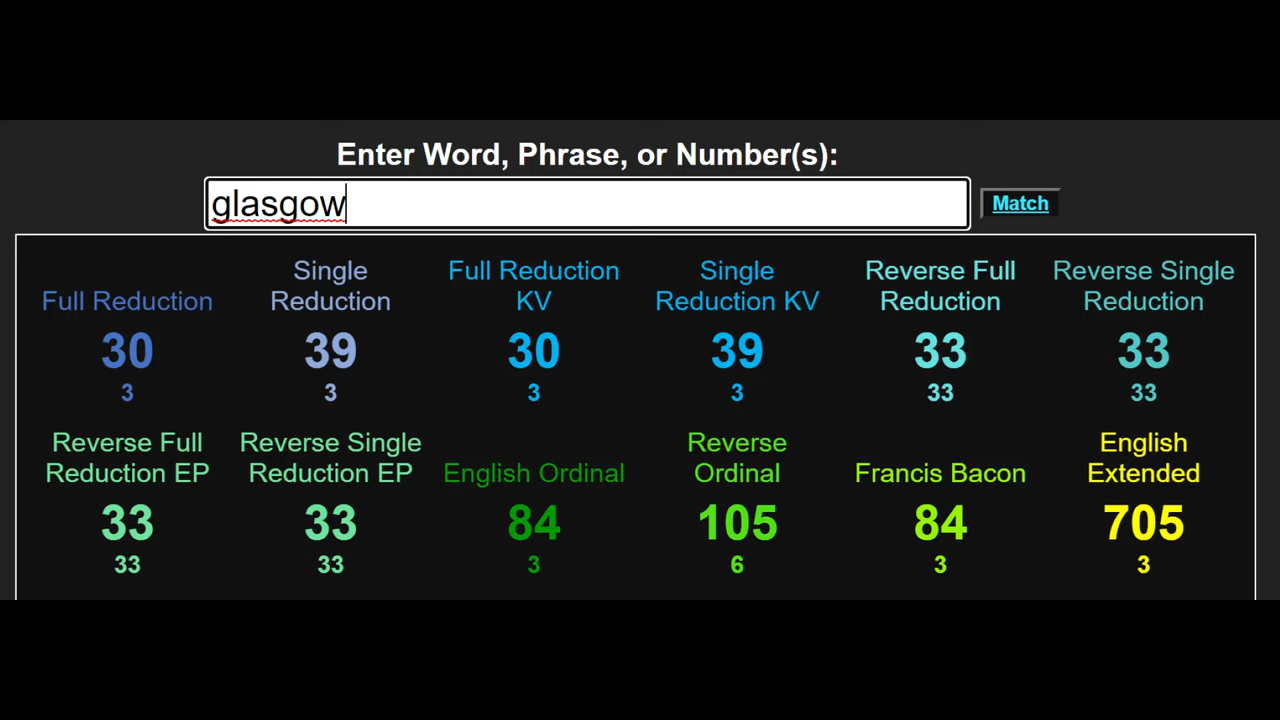 Enter Word, Phrase, or Number(s):
glasgow
Match
Full Reduction
Single
Reduction
Full Reduction
KV
Single
Reduction KV
Reverse Full
Reduction
Reverse Single
Reduction
30 39 30 39 33 33
3 3 3 3 33 33
Reverse Full
Reduction EP
Reverse Single
Reduction EP
English Ordinal
Reverse
Ordinal
Francis Bacon
English
Extended
33 33 84 105 84 705
33 33 3 6 3 3